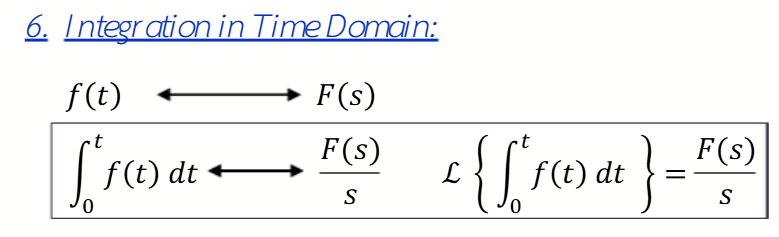 6. Integration in Time Domain:
f(t) ⟷ F(s)
∫₀ᵗ f(t) dt ⟷ F(s)/s    ℒ{∫₀ᵗ f(t) dt} = F(s)/s